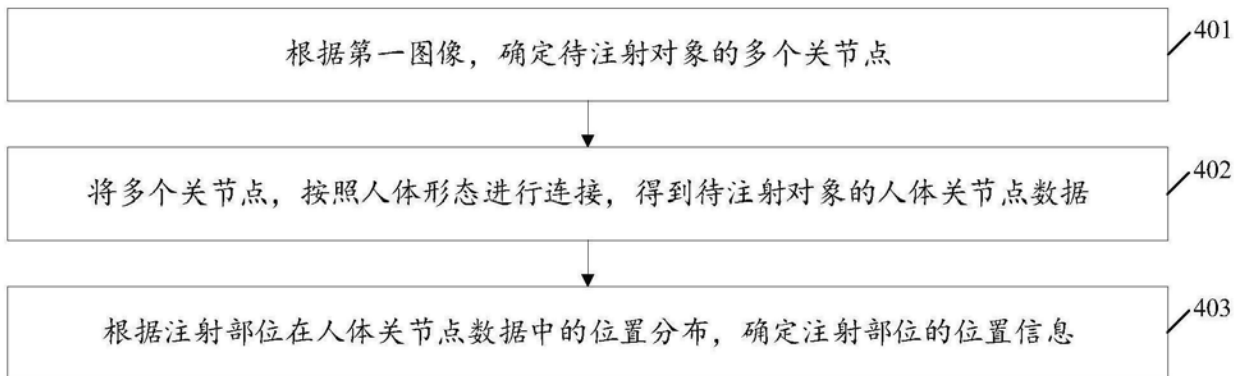 根据第一图像，确定待注射对象的多个关节点
401
将多个关节点，按照人体形态进行连接，得到待注射对象的人体关节点数据
402
根据注射部位在人体关节点数据中的位置分布，确定注射部位的位置信息
403